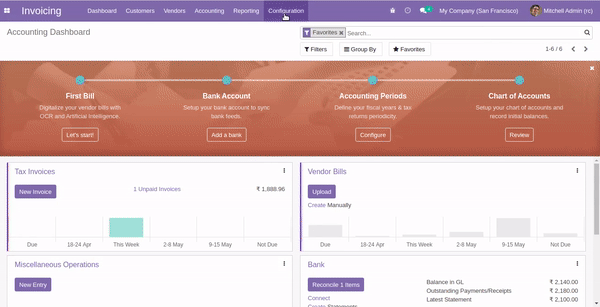 Invoicing Dashboard Customers Vendors Accounting Reporting Configuration My Company (San Francisco) Mitchell Admin (rc)
Accounting Dashboard Favorites Search...
Filters Group By Favorites 1-6 / 6
First Bill Bank Account Accounting Periods Chart of Accounts
Digitalize your vendor bills with Setup your bank account to sync Define your fiscal years & tax Setup your chart of accounts and
OCR and Artificial Intelligence. bank feeds. returns periodicity. record initial balances.
Let's start! Add a bank Configure Review
Tax Invoices Vendor Bills
New Invoice 1 Unpaid Invoices ₹ 1,888.96 Upload
Create Manually
Due 18-24 Apr This Week 2-8 May 9-15 May Not Due Due 18-24 Apr This Week 2-8 May 9-15 May Not Due
Miscellaneous Operations Bank
New Entry Reconcile 1 Items Balance in GL ₹ 2,140.00
Outstanding Payments/Receipts ₹ 2,180.00
Connect Latest Statement ₹ 2,100.00
Create Statements